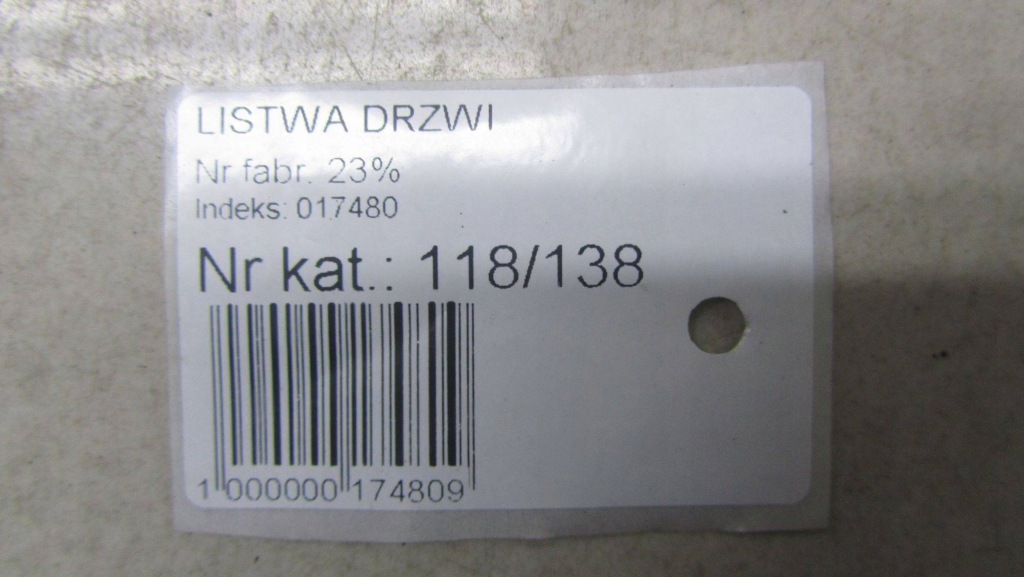 LISTWA DRZWI
Nr fabr. 23%
Indeks: 017480
Nr kat.: 118/138
1 000000 174809